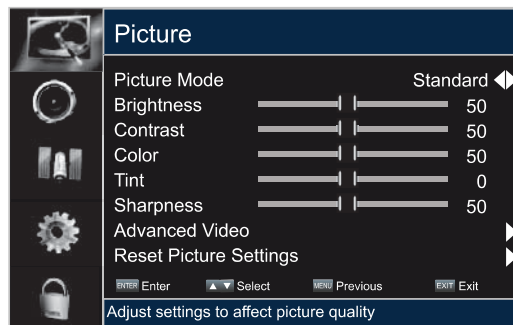 Picture
Picture Mode Standard
Brightness 50
Contrast 50
Color 50
Tint 0
Sharpness 50
Advanced Video
Reset Picture Settings
ENTER Enter Select MENU Previous EXIT Exit
Adjust settings to affect picture quality